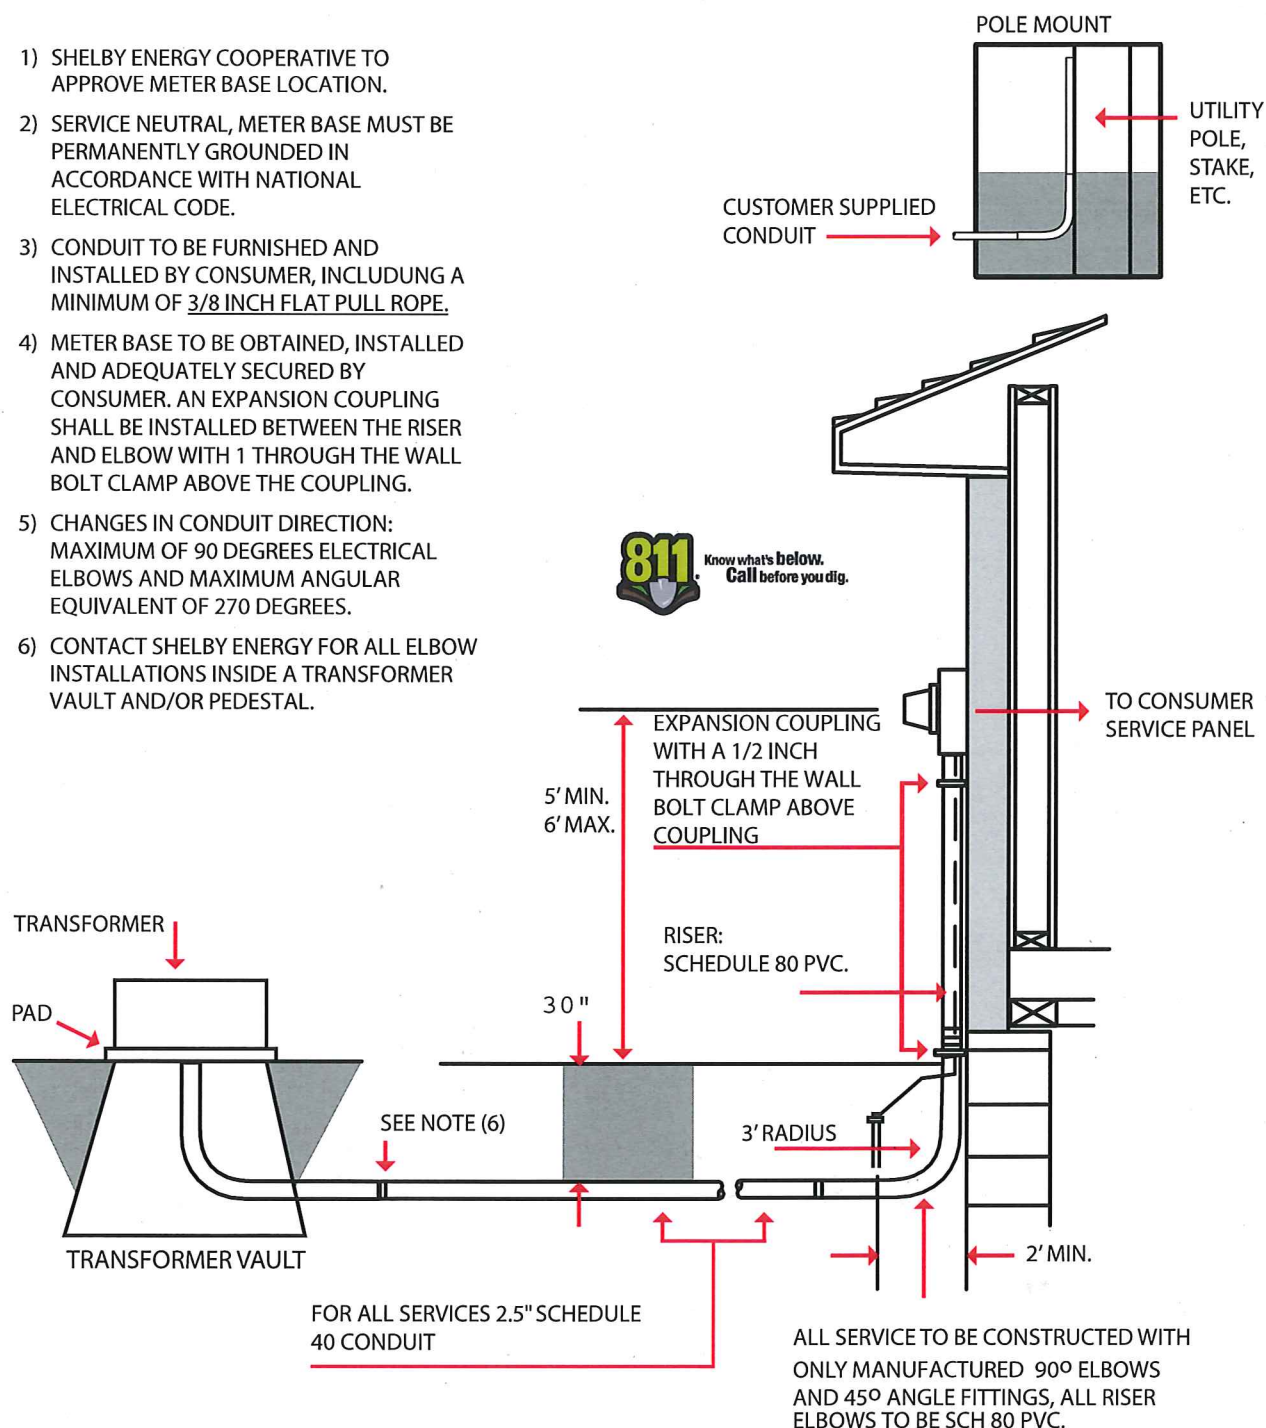 1) SHELBY ENERGY COOPERATIVE TO
APPROVE METER BASE LOCATION.
2) SERVICE NEUTRAL, METER BASE MUST BE
PERMANENTLY GROUNDED IN
ACCORDANCE WITH NATIONAL
ELECTRICAL CODE.
3) CONDUIT TO BE FURNISHED AND
INSTALLED BY CONSUMER, INCLUDUNG A
MINIMUM OF 3/8 INCH FLAT PULL ROPE.
4) METER BASE TO BE OBTAINED, INSTALLED
AND ADEQUATELY SECURED BY
CONSUMER. AN EXPANSION COUPLING
SHALL BE INSTALLED BETWEEN THE RISER
AND ELBOW WITH 1 THROUGH THE WALL
BOLT CLAMP ABOVE THE COUPLING.
5) CHANGES IN CONDUIT DIRECTION:
MAXIMUM OF 90 DEGREES ELECTRICAL
ELBOWS AND MAXIMUM ANGULAR
EQUIVALENT OF 270 DEGREES.
6) CONTACT SHELBY ENERGY FOR ALL ELBOW
INSTALLATIONS INSIDE A TRANSFORMER
VAULT AND/OR PEDESTAL.
POLE MOUNT
UTILITY
POLE,
STAKE,
ETC.
CUSTOMER SUPPLIED
CONDUIT
811.
Know what's below.
Call before you dig.
TO CONSUMER
SERVICE PANEL
EXPANSION COUPLING
WITH A 1/2 INCH
THROUGH THE WALL
BOLT CLAMP ABOVE
COUPLING
5' MIN.
6' MAX.
RISER:
SCHEDULE 80 PVC.
TRANSFORMER
PAD
30"
SEE NOTE (6)
3' RADIUS
TRANSFORMER VAULT
2' MIN.
FOR ALL SERVICES 2.5" SCHEDULE
40 CONDUIT
ALL SERVICE TO BE CONSTRUCTED WITH
ONLY MANUFACTURED 90º ELBOWS
AND 45º ANGLE FITTINGS, ALL RISER
ELBOWS TO BE SCH 80 PVC.